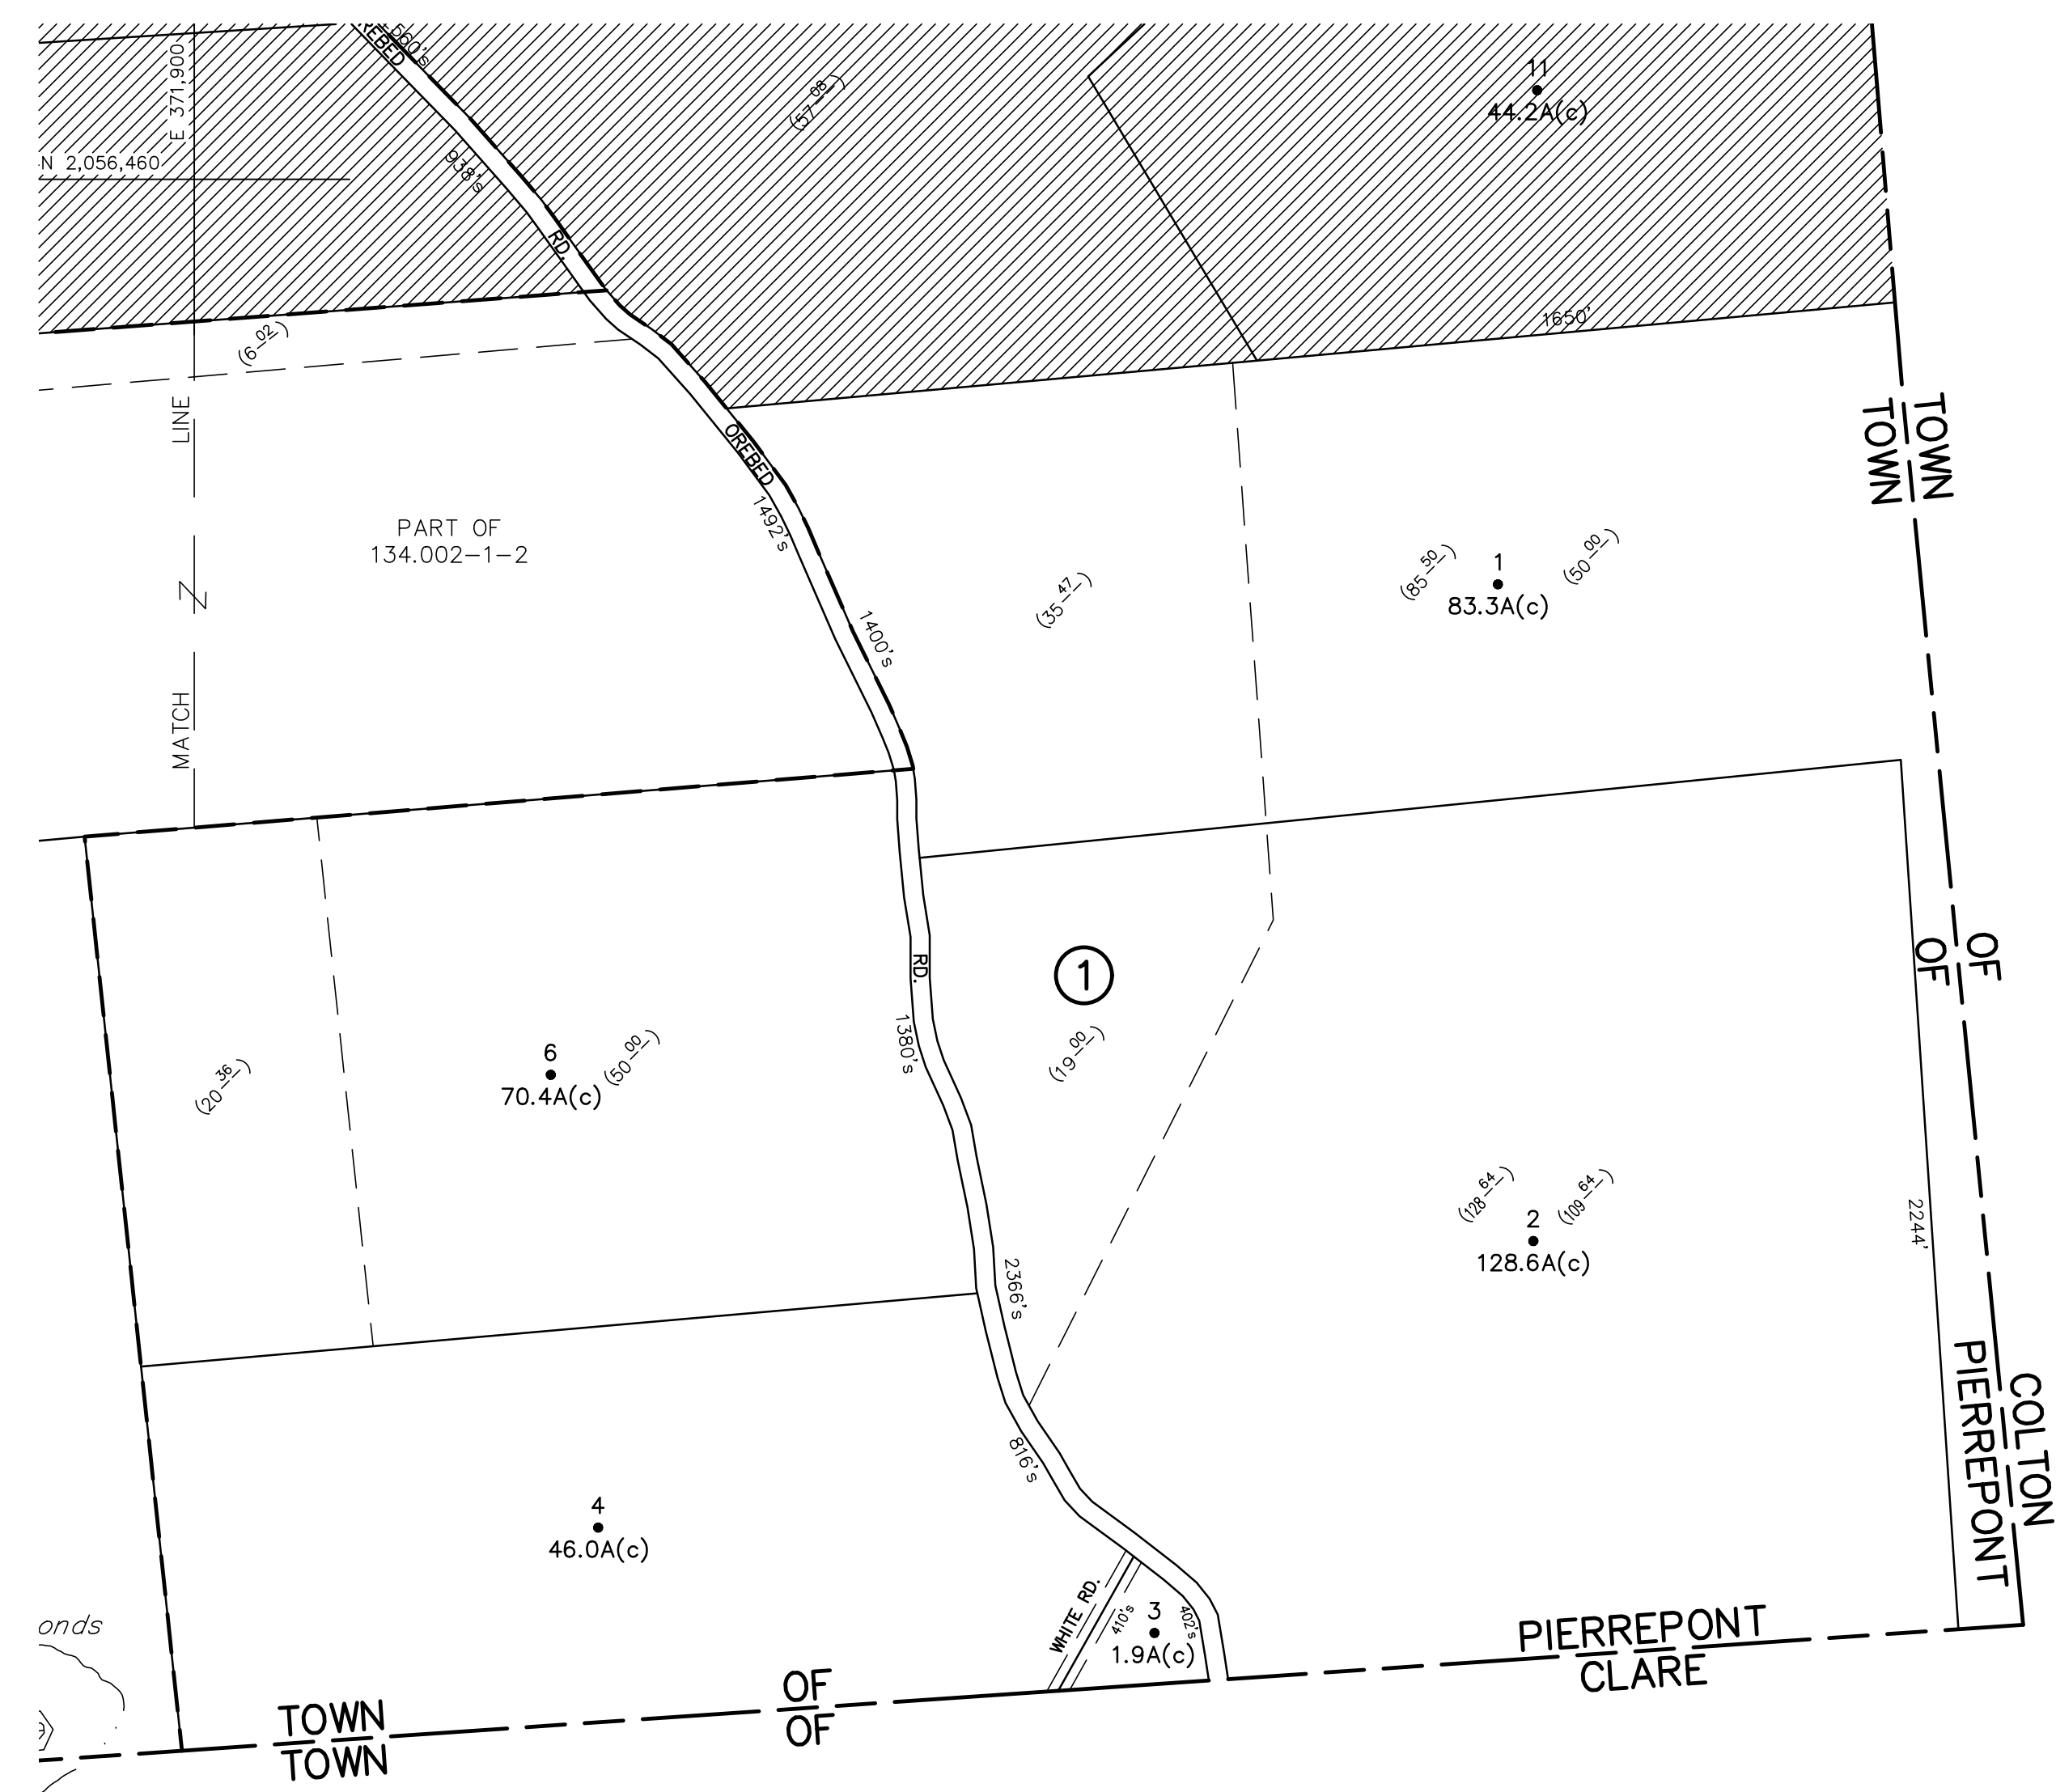 560's
REBED
E 371,900
N 2,056,460
938's
RD.
(57 08)
11
44.2A(c)
1650'
(6 02)
MATCH LINE
PART OF
134.002-1-2
OREBED
1492's
1400's
(35 47)
(85 50)
1
83.3A(c)
(50 00)
TOWN
TOWN
OF
OF
COLTON
PIERREPONT
RD.
1380's
1
(19 00)
(20 36)
6
70.4A(c)
(50 00)
2366's
(128 64)
(109 64)
2
128.6A(c)
2244'
816's
4
46.0A(c)
WHITE RD.
410's
402's
3
1.9A(c)
onds
TOWN
TOWN
OF
OF
PIERREPONT
CLARE